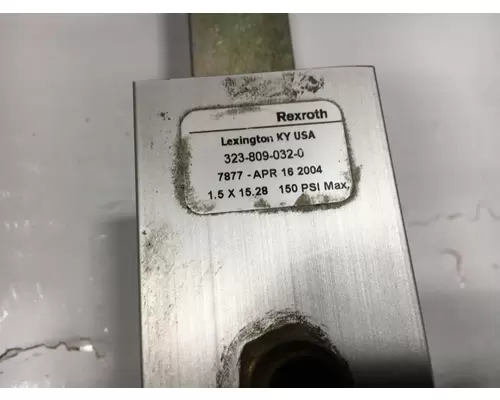 Rexroth
Lexington KY USA
323-809-032-0
7877 - APR 16 2004
1.5 X 15.28 150 PSI Max.